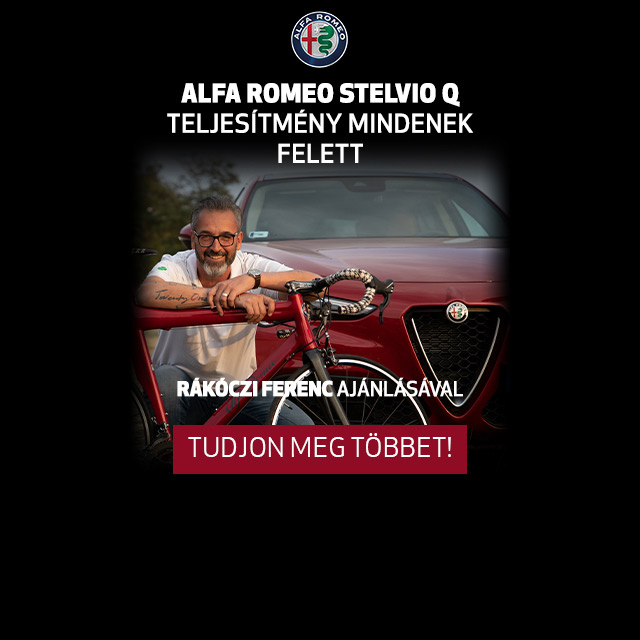 ALFA ROMEO
ALFA ROMEO STELVIO Q
TELJESÍTMÉNY MINDENEK
FELETT
RÁKÓCZI FERENC AJÁNLÁSÁVAL
TUDJON MEG TÖBBET!